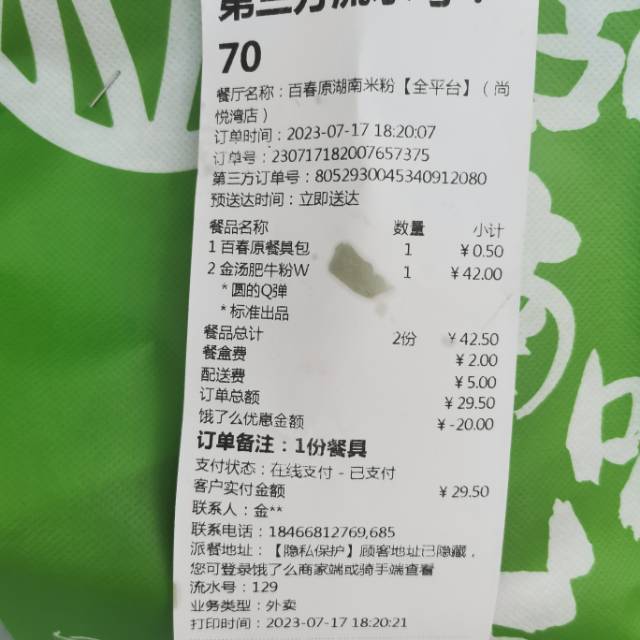 70
餐厅名称：百春原湖南米粉【全平台】（尚
悦湾店）
订单时间：2023-07-17 18:20:07
订单号：230717182007657375
第三方订单号：8052930045340912080
预送达时间：立即送达
餐品名称 数量 小计
1 百春原餐具包 1 ￥0.50
2 金汤肥牛粉W 1 ￥42.00
* 圆的Q弹
* 标准出品
餐品总计 2份 ￥42.50
餐盒费 ￥2.00
配送费 ￥5.00
订单总额 ￥29.50
饿了么优惠金额 ￥-20.00
订单备注：1份餐具
支付状态：在线支付 - 已支付
客户实付金额 ￥29.50
联系人：金**
联系电话：18466812769,685
派餐地址：【隐私保护】顾客地址已隐藏，
您可登录饿了么商家端或骑手端查看
流水号：129
业务类型：外卖
打印时间：2023-07-17 18:20:21